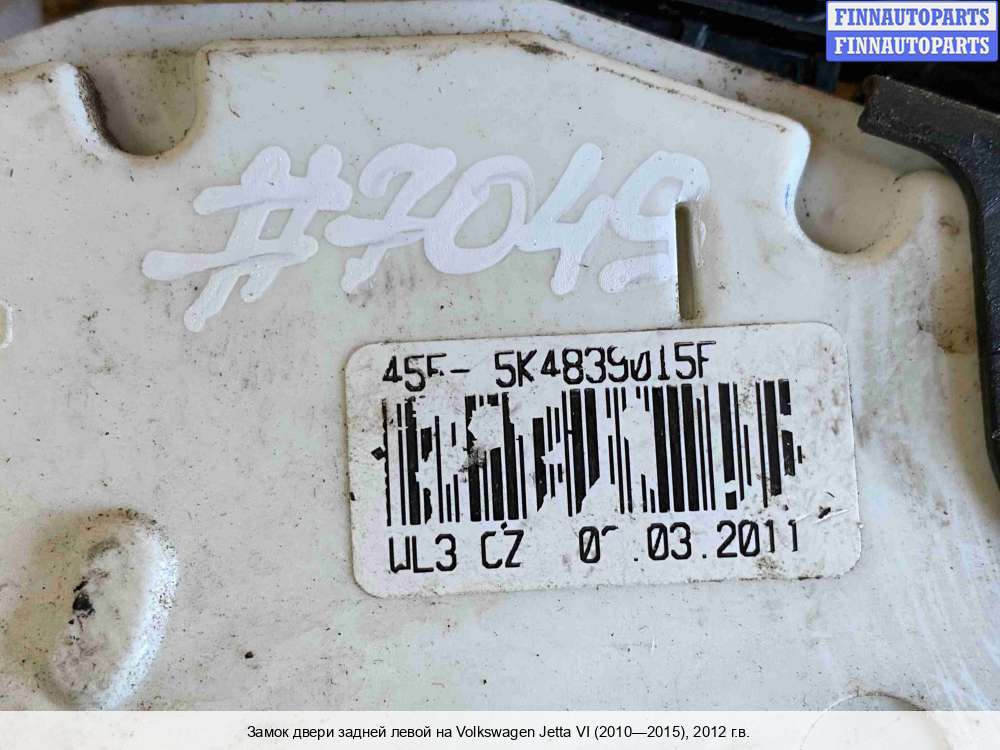 FINNAUTOPARTS
FINNAUTOPARTS
#7049
5K4839015F
WL3 CZ .03.2011
Замок двери задней левой на Volkswagen Jetta VI (2010—2015), 2012 г.в.